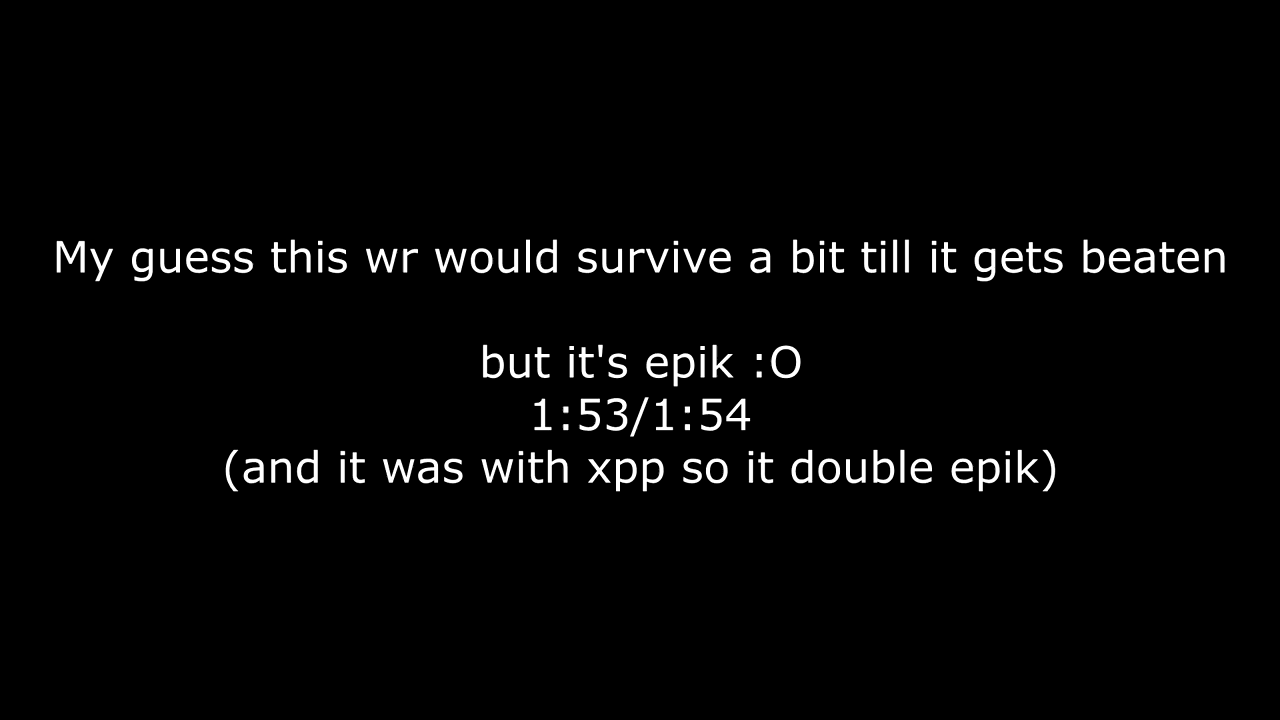 My guess this wr would survive a bit till it gets beaten
but it's epik :O
1:53/1:54
(and it was with xpp so it double epik)